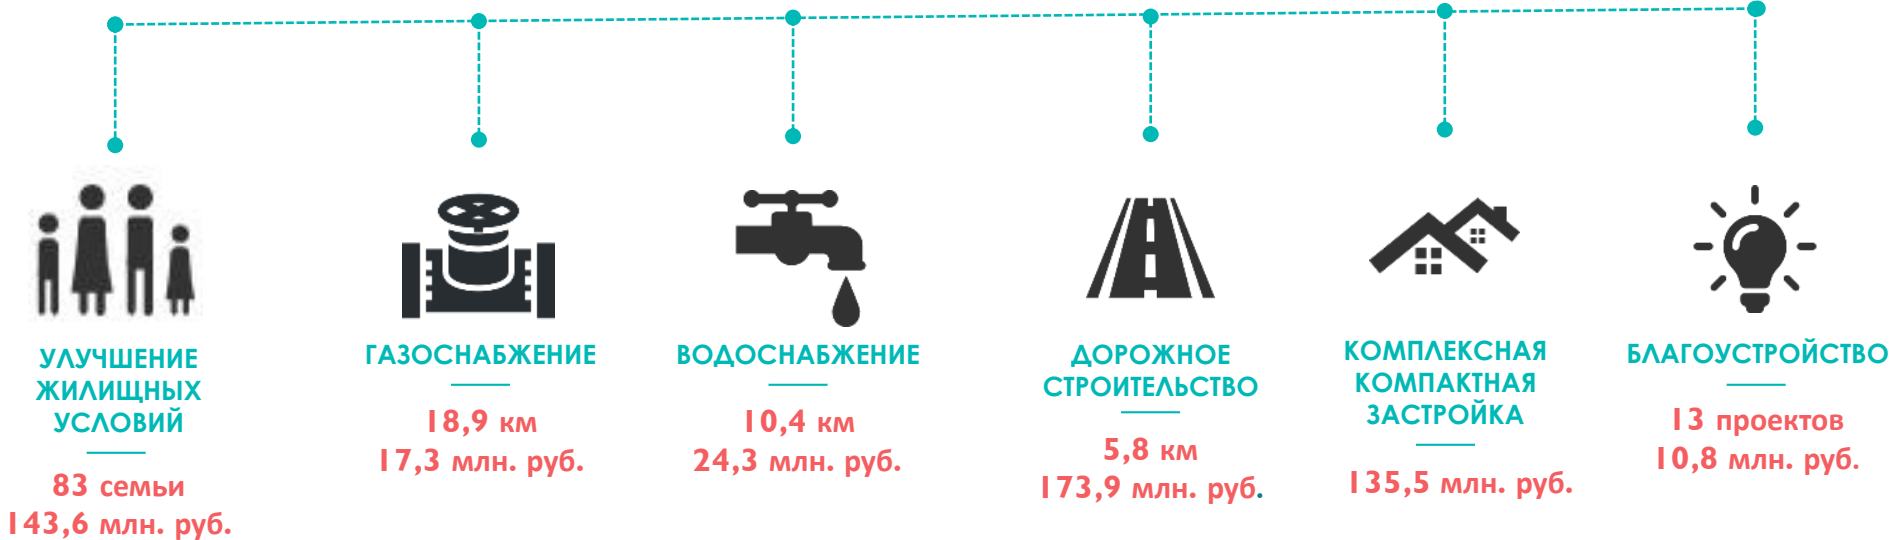 УЛУЧШЕНИЕ
ЖИЛИЩНЫХ
УСЛОВИЙ
83 семьи
143,6 млн. руб.
ГАЗОСНАБЖЕНИЕ
18,9 км
17,3 млн. руб.
ВОДОСНАБЖЕНИЕ
10,4 км
24,3 млн. руб.
ДОРОЖНОЕ
СТРОИТЕЛЬСТВО
5,8 км
173,9 млн. руб.
КОМПЛЕКСНАЯ
КОМПАКТНАЯ
ЗАСТРОЙКА
135,5 млн. руб.
БЛАГОУСТРОЙСТВО
13 проектов
10,8 млн. руб.